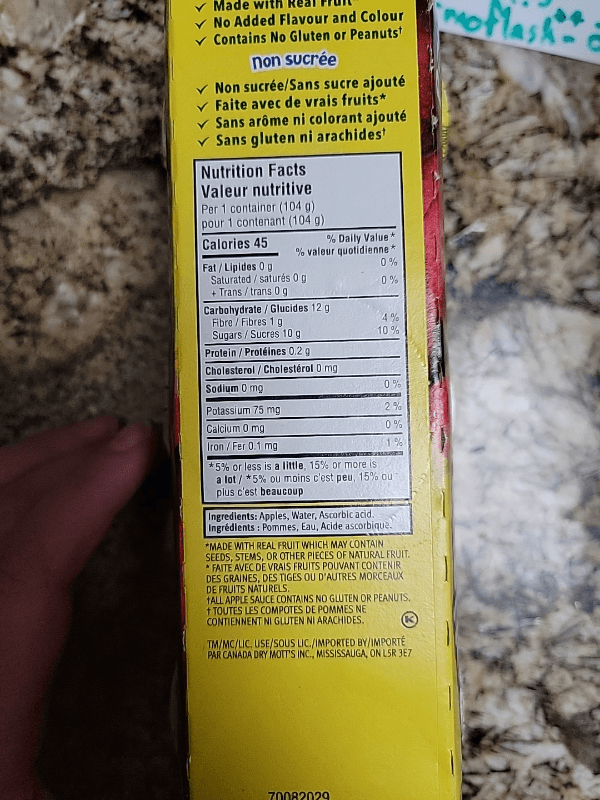 ✓ Made with Real Fruit*
✓ No Added Flavour and Colour
✓ Contains No Gluten or Peanuts†
non sucrée
✓ Non sucrée/Sans sucre ajouté
✓ Faite avec de vrais fruits*
✓ Sans arôme ni colorant ajouté
✓ Sans gluten ni arachides†
Nutrition Facts
Valeur nutritive
Per 1 container (104 g)
pour 1 contenant (104 g)
Calories 45 % Daily Value*
% valeur quotidienne*
Fat / Lipides 0 g 0 %
Saturated / saturés 0 g 0 %
+ Trans / trans 0 g
Carbohydrate / Glucides 12 g
Fibre / Fibres 1 g 4 %
Sugars / Sucres 10 g 10 %
Protein / Protéines 0.2 g
Cholesterol / Cholestérol 0 mg
Sodium 0 mg 0 %
Potassium 75 mg 2 %
Calcium 0 mg 0 %
Iron / Fer 0.1 mg 1 %
*5% or less is a little, 15% or more is
a lot / *5% ou moins c'est peu, 15% ou
plus c'est beaucoup
Ingredients: Apples, Water, Ascorbic acid.
Ingrédients : Pommes, Eau, Acide ascorbique.
*MADE WITH REAL FRUIT WHICH MAY CONTAIN
SEEDS, STEMS, OR OTHER PIECES OF NATURAL FRUIT.
* FAITE AVEC DE VRAIS FRUITS POUVANT CONTENIR
DES GRAINES, DES TIGES OU D'AUTRES MORCEAUX
DE FRUITS NATURELS.
†ALL APPLE SAUCE CONTAINS NO GLUTEN OR PEANUTS.
† TOUTES LES COMPOTES DE POMMES NE
CONTIENNENT NI GLUTEN NI ARACHIDES.
K
TM/MC/LIC. USE/SOUS LIC./IMPORTED BY/IMPORTÉ
PAR CANADA DRY MOTT'S INC., MISSISSAUGA, ON L5R 3E7
70082029